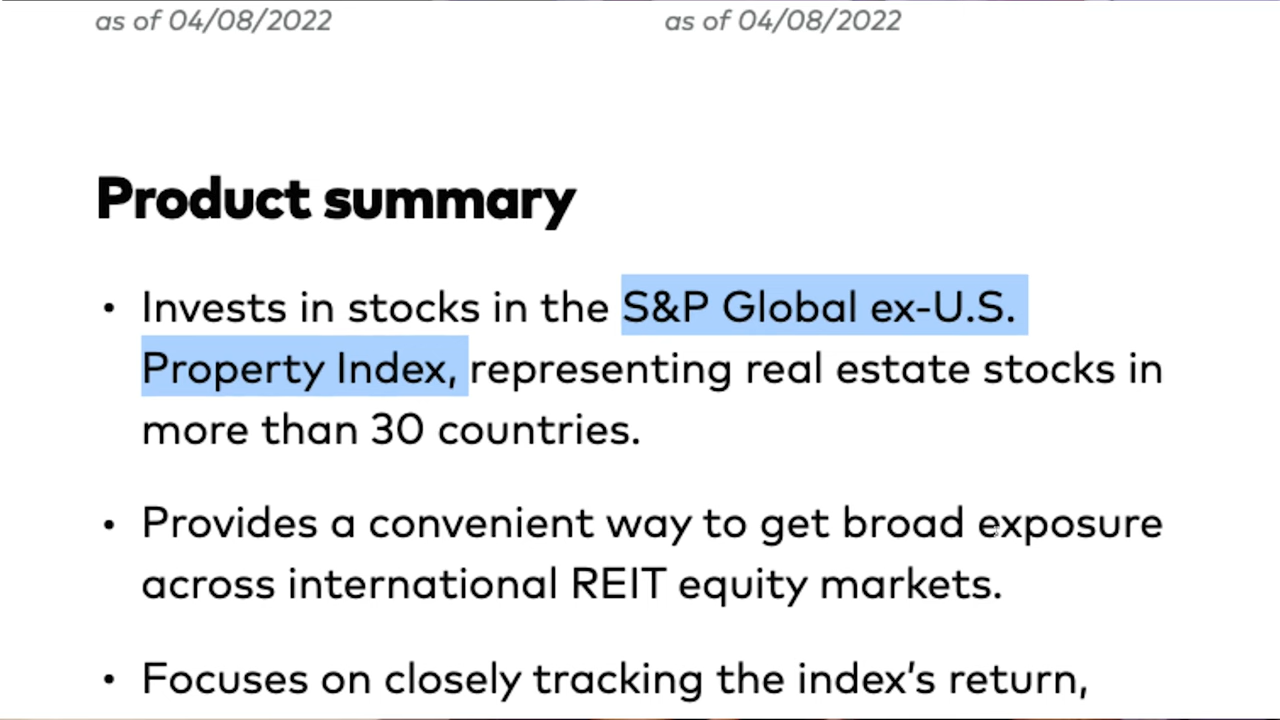 as of 04/08/2022 as of 04/08/2022
Product summary
• Invests in stocks in the S&P Global ex-U.S.
Property Index, representing real estate stocks in
more than 30 countries.
• Provides a convenient way to get broad exposure
across international REIT equity markets.
• Focuses on closely tracking the index’s return,